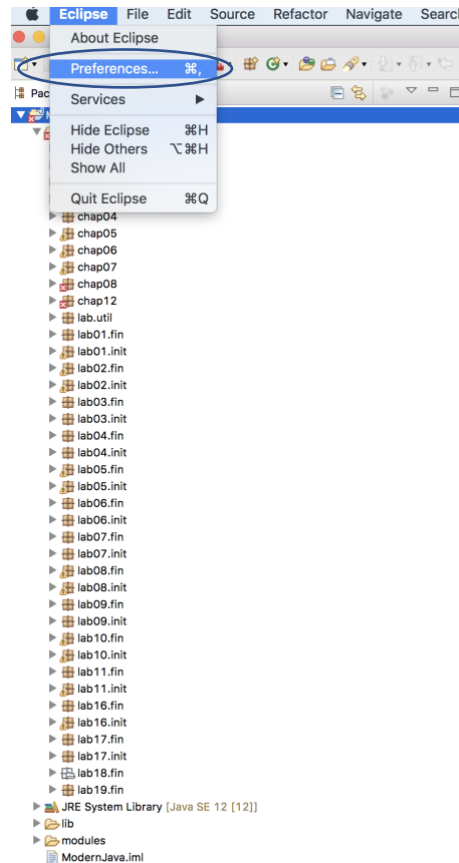 Eclipse File Edit Source Refactor Navigate Searc
About Eclipse
Preferences... ⌘,
Pac
Services ▶
Hide Eclipse ⌘H
Hide Others ⌥⌘H
Show All
Quit Eclipse ⌘Q
chap04
chap05
chap06
chap07
chap08
chap12
lab.util
lab01.fin
lab01.init
lab02.fin
lab02.init
lab03.fin
lab03.init
lab04.fin
lab04.init
lab05.fin
lab05.init
lab06.fin
lab06.init
lab07.fin
lab07.init
lab08.fin
lab08.init
lab09.fin
lab09.init
lab10.fin
lab10.init
lab11.fin
lab11.init
lab16.fin
lab16.init
lab17.fin
lab17.init
lab18.fin
lab19.fin
JRE System Library [Java SE 12 [12]]
lib
modules
ModernJava.iml